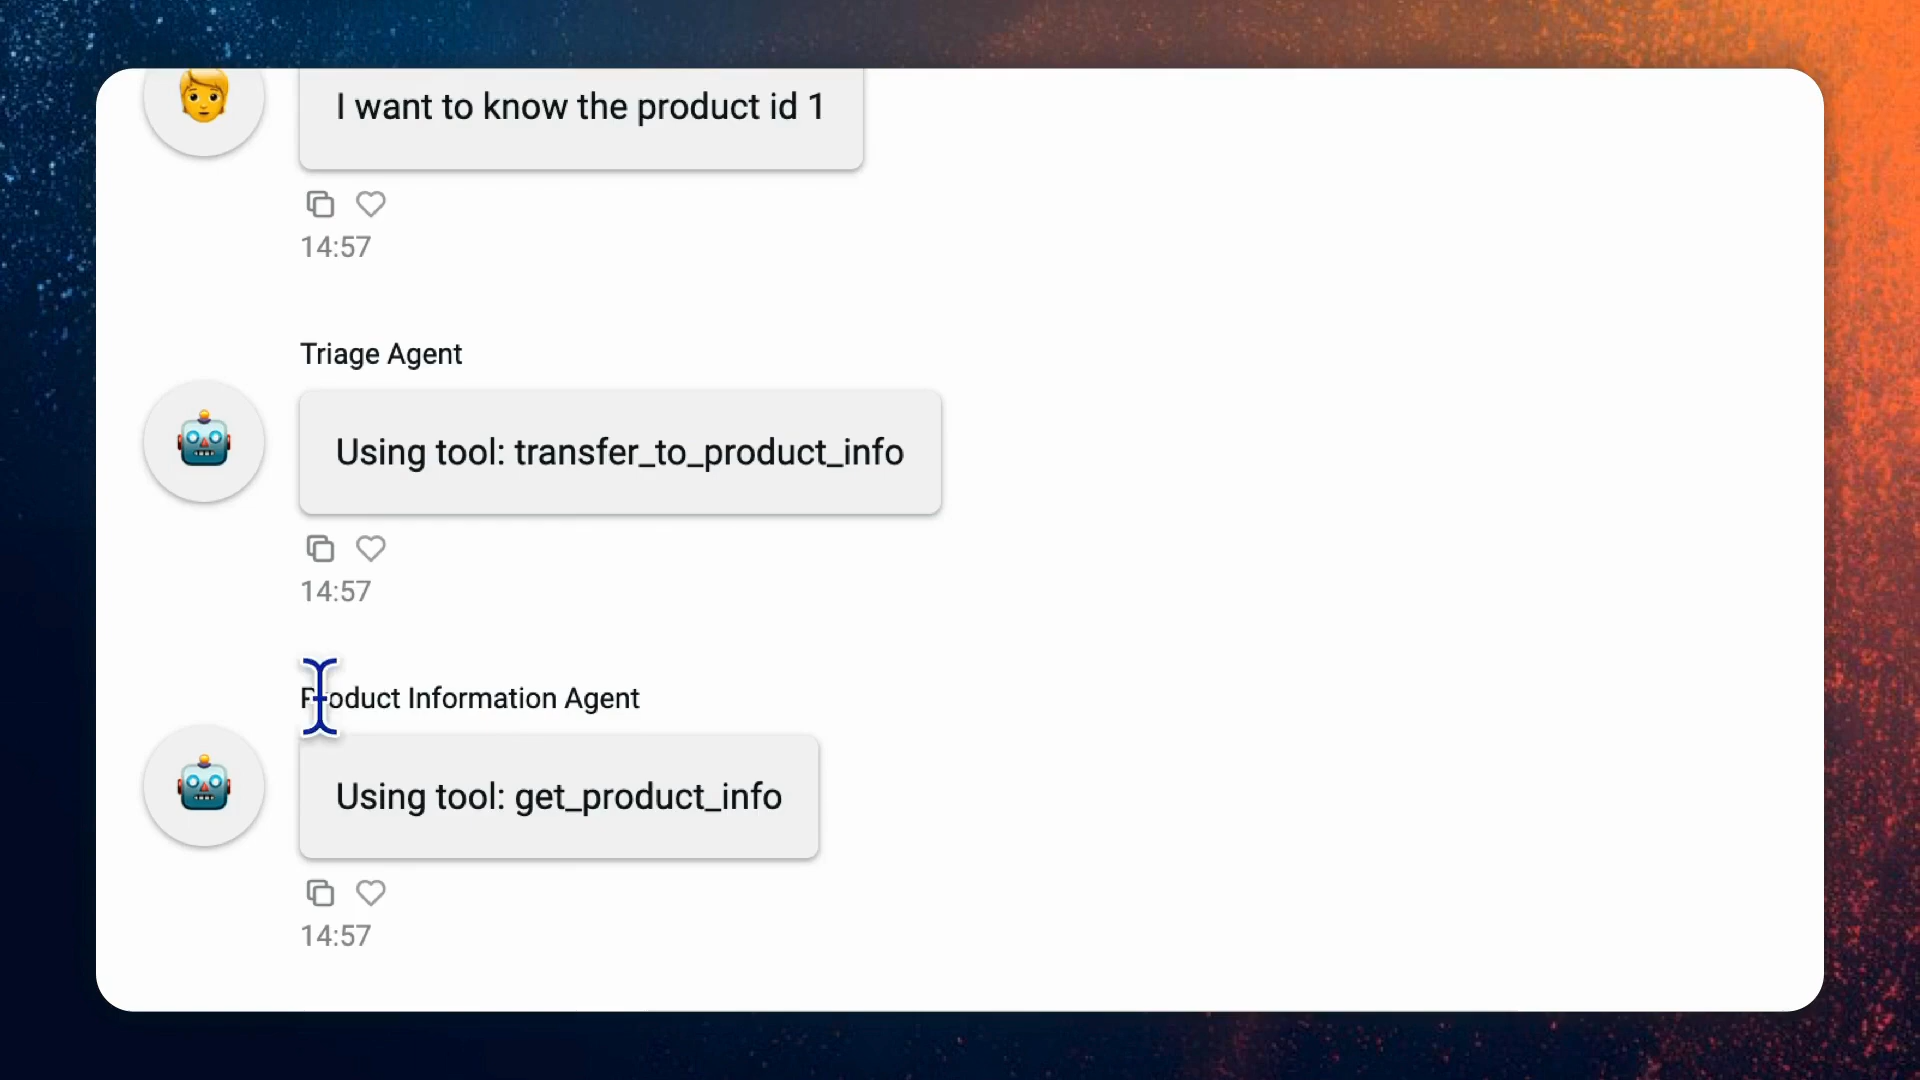 I want to know the product id 1
14:57
Triage Agent
Using tool: transfer_to_product_info
14:57
Product Information Agent
Using tool: get_product_info
14:57